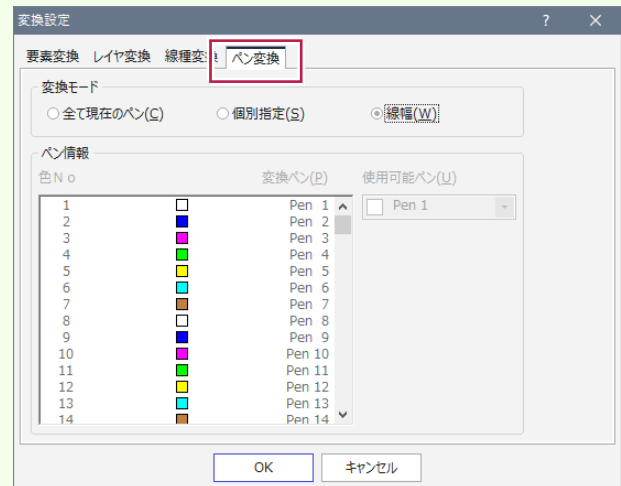 変換設定 ? ×
要素変換 レイヤ変換 線種変換 ペン変換
変換モード
全て現在のペン(C) 個別指定(S) 線幅(W)
ペン情報
色No 変換ペン(P) 使用可能ペン(U)
1 Pen 1 Pen 1
2 Pen 2
3 Pen 3
4 Pen 4
5 Pen 5
6 Pen 6
7 Pen 7
8 Pen 8
9 Pen 9
10 Pen 10
11 Pen 11
12 Pen 12
13 Pen 13
14 Pen 14
OK キャンセル